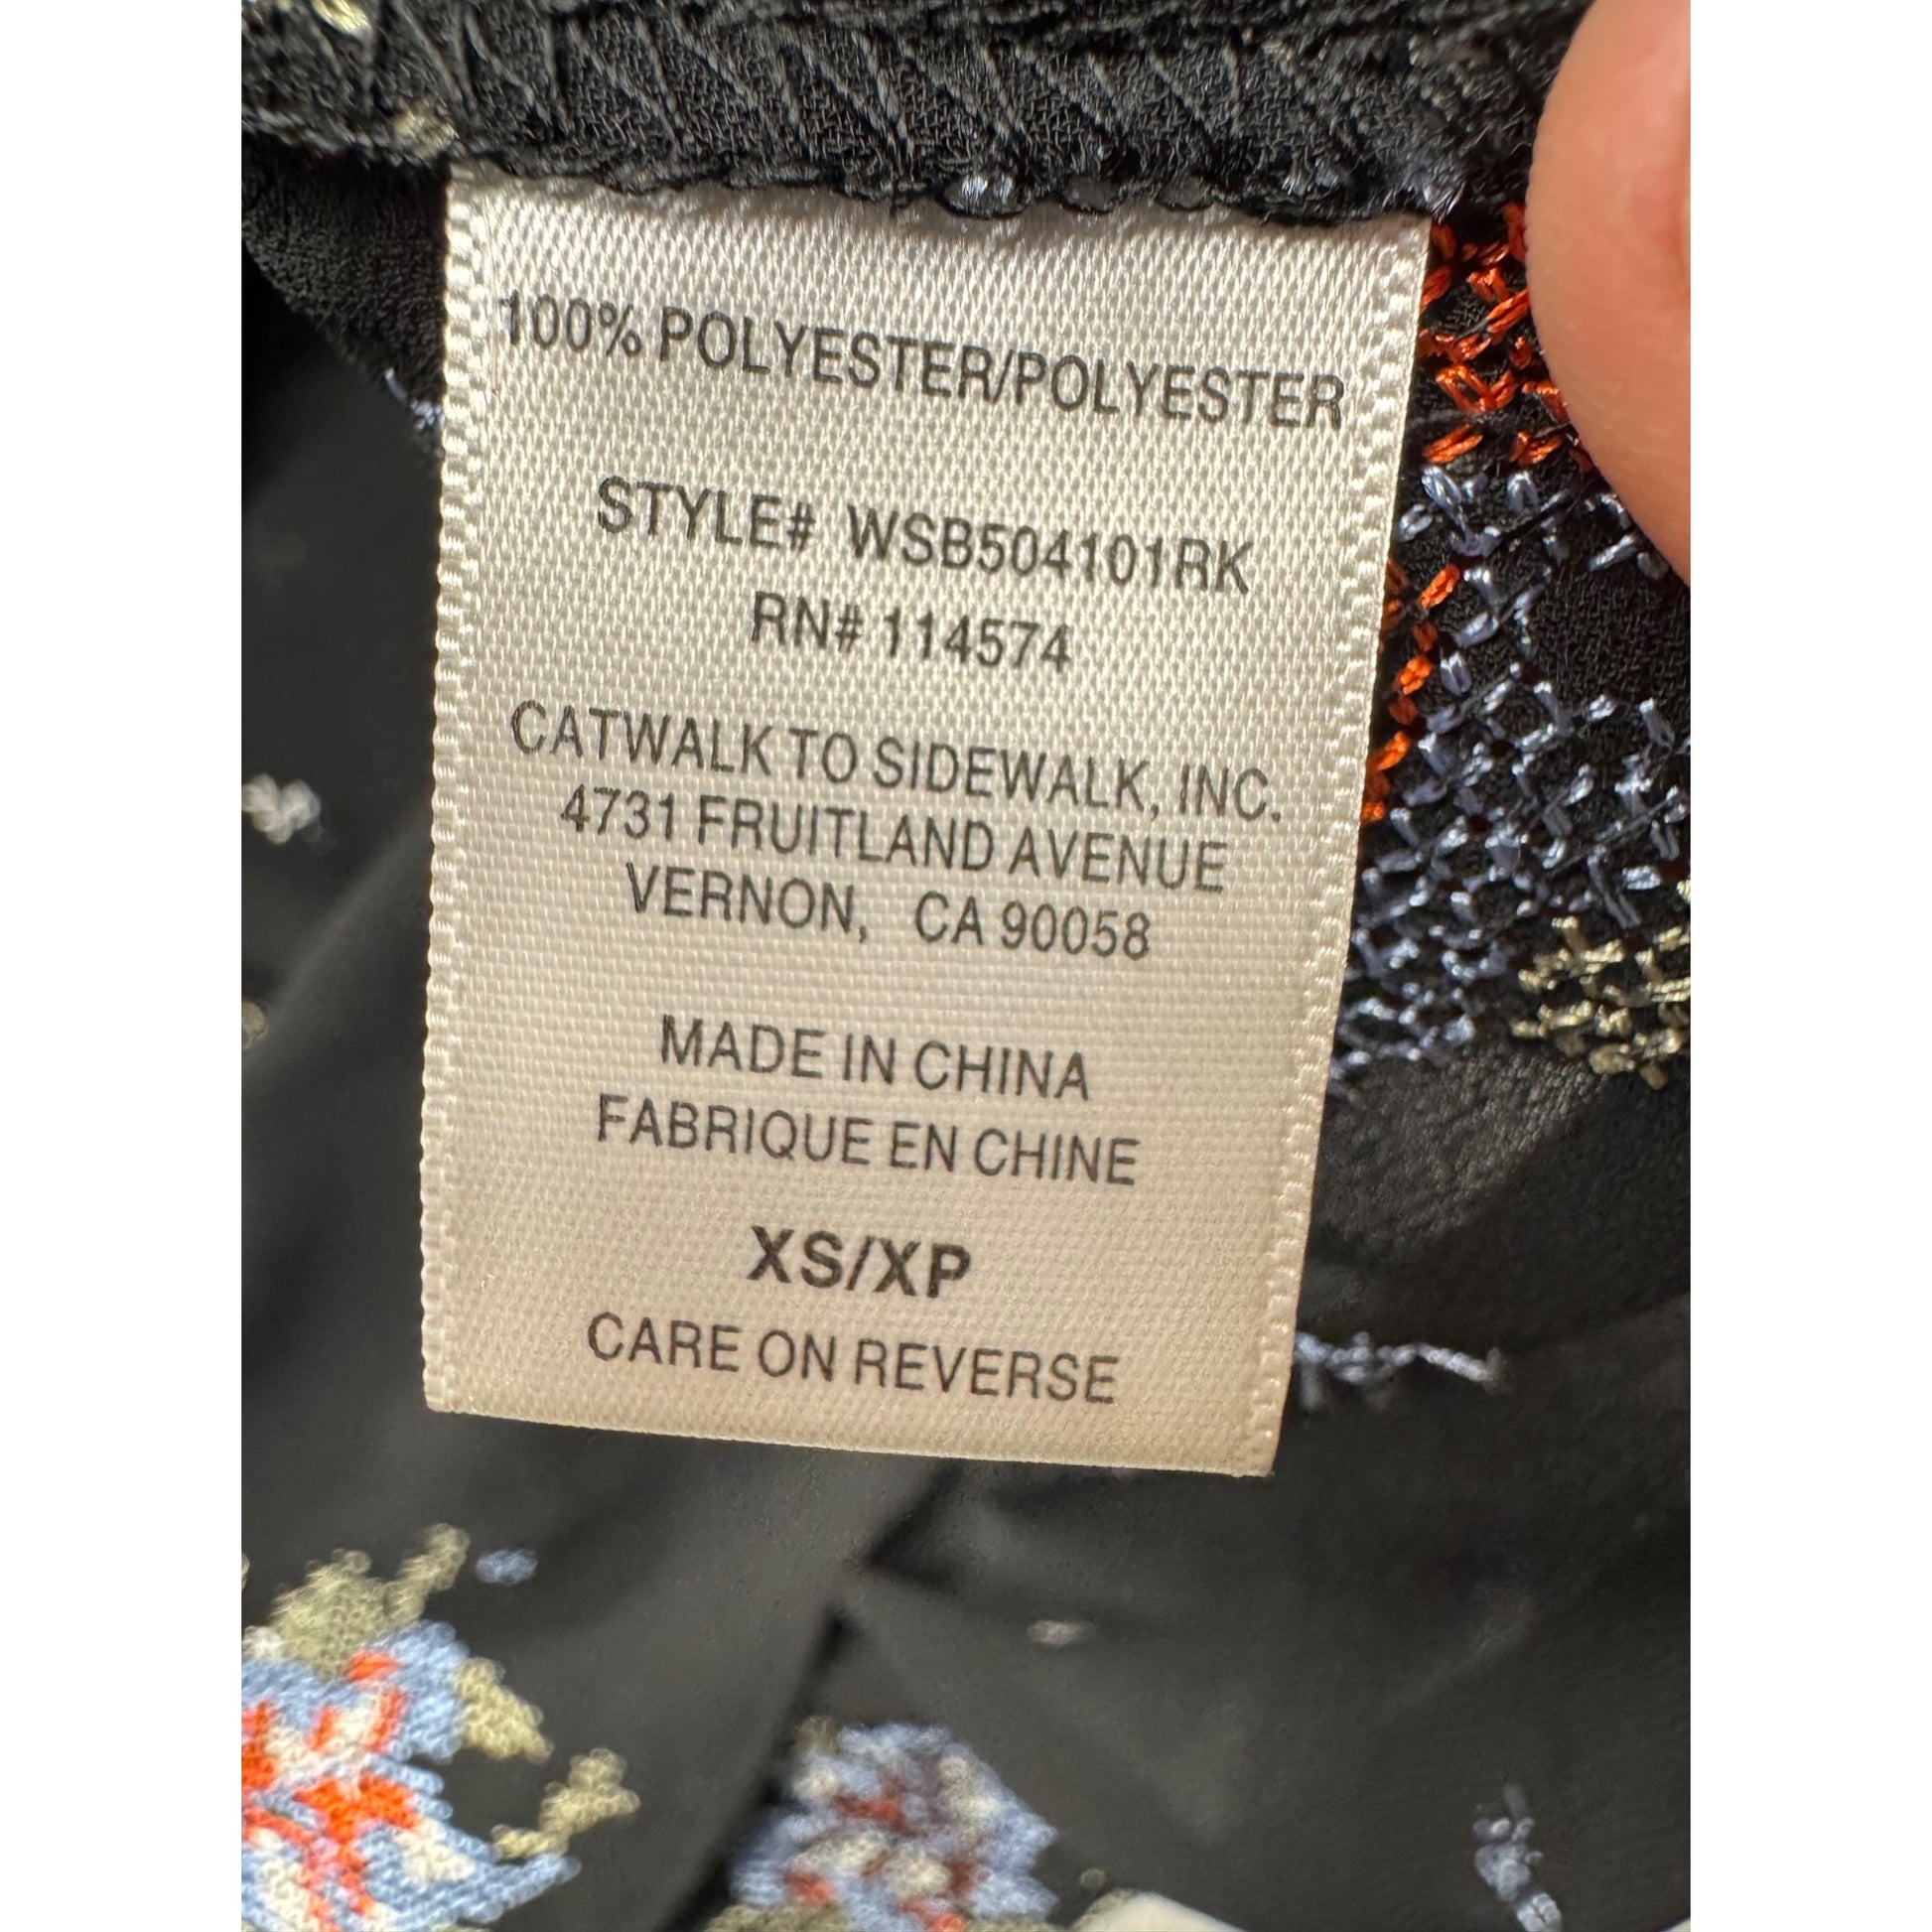 100% POLYESTER/POLYESTER
STYLE# WSB504101RK
RN# 114574
CATWALK TO SIDEWALK, INC.
4731 FRUITLAND AVENUE
VERNON, CA 90058
MADE IN CHINA
FABRIQUE EN CHINE
XS/XP
CARE ON REVERSE